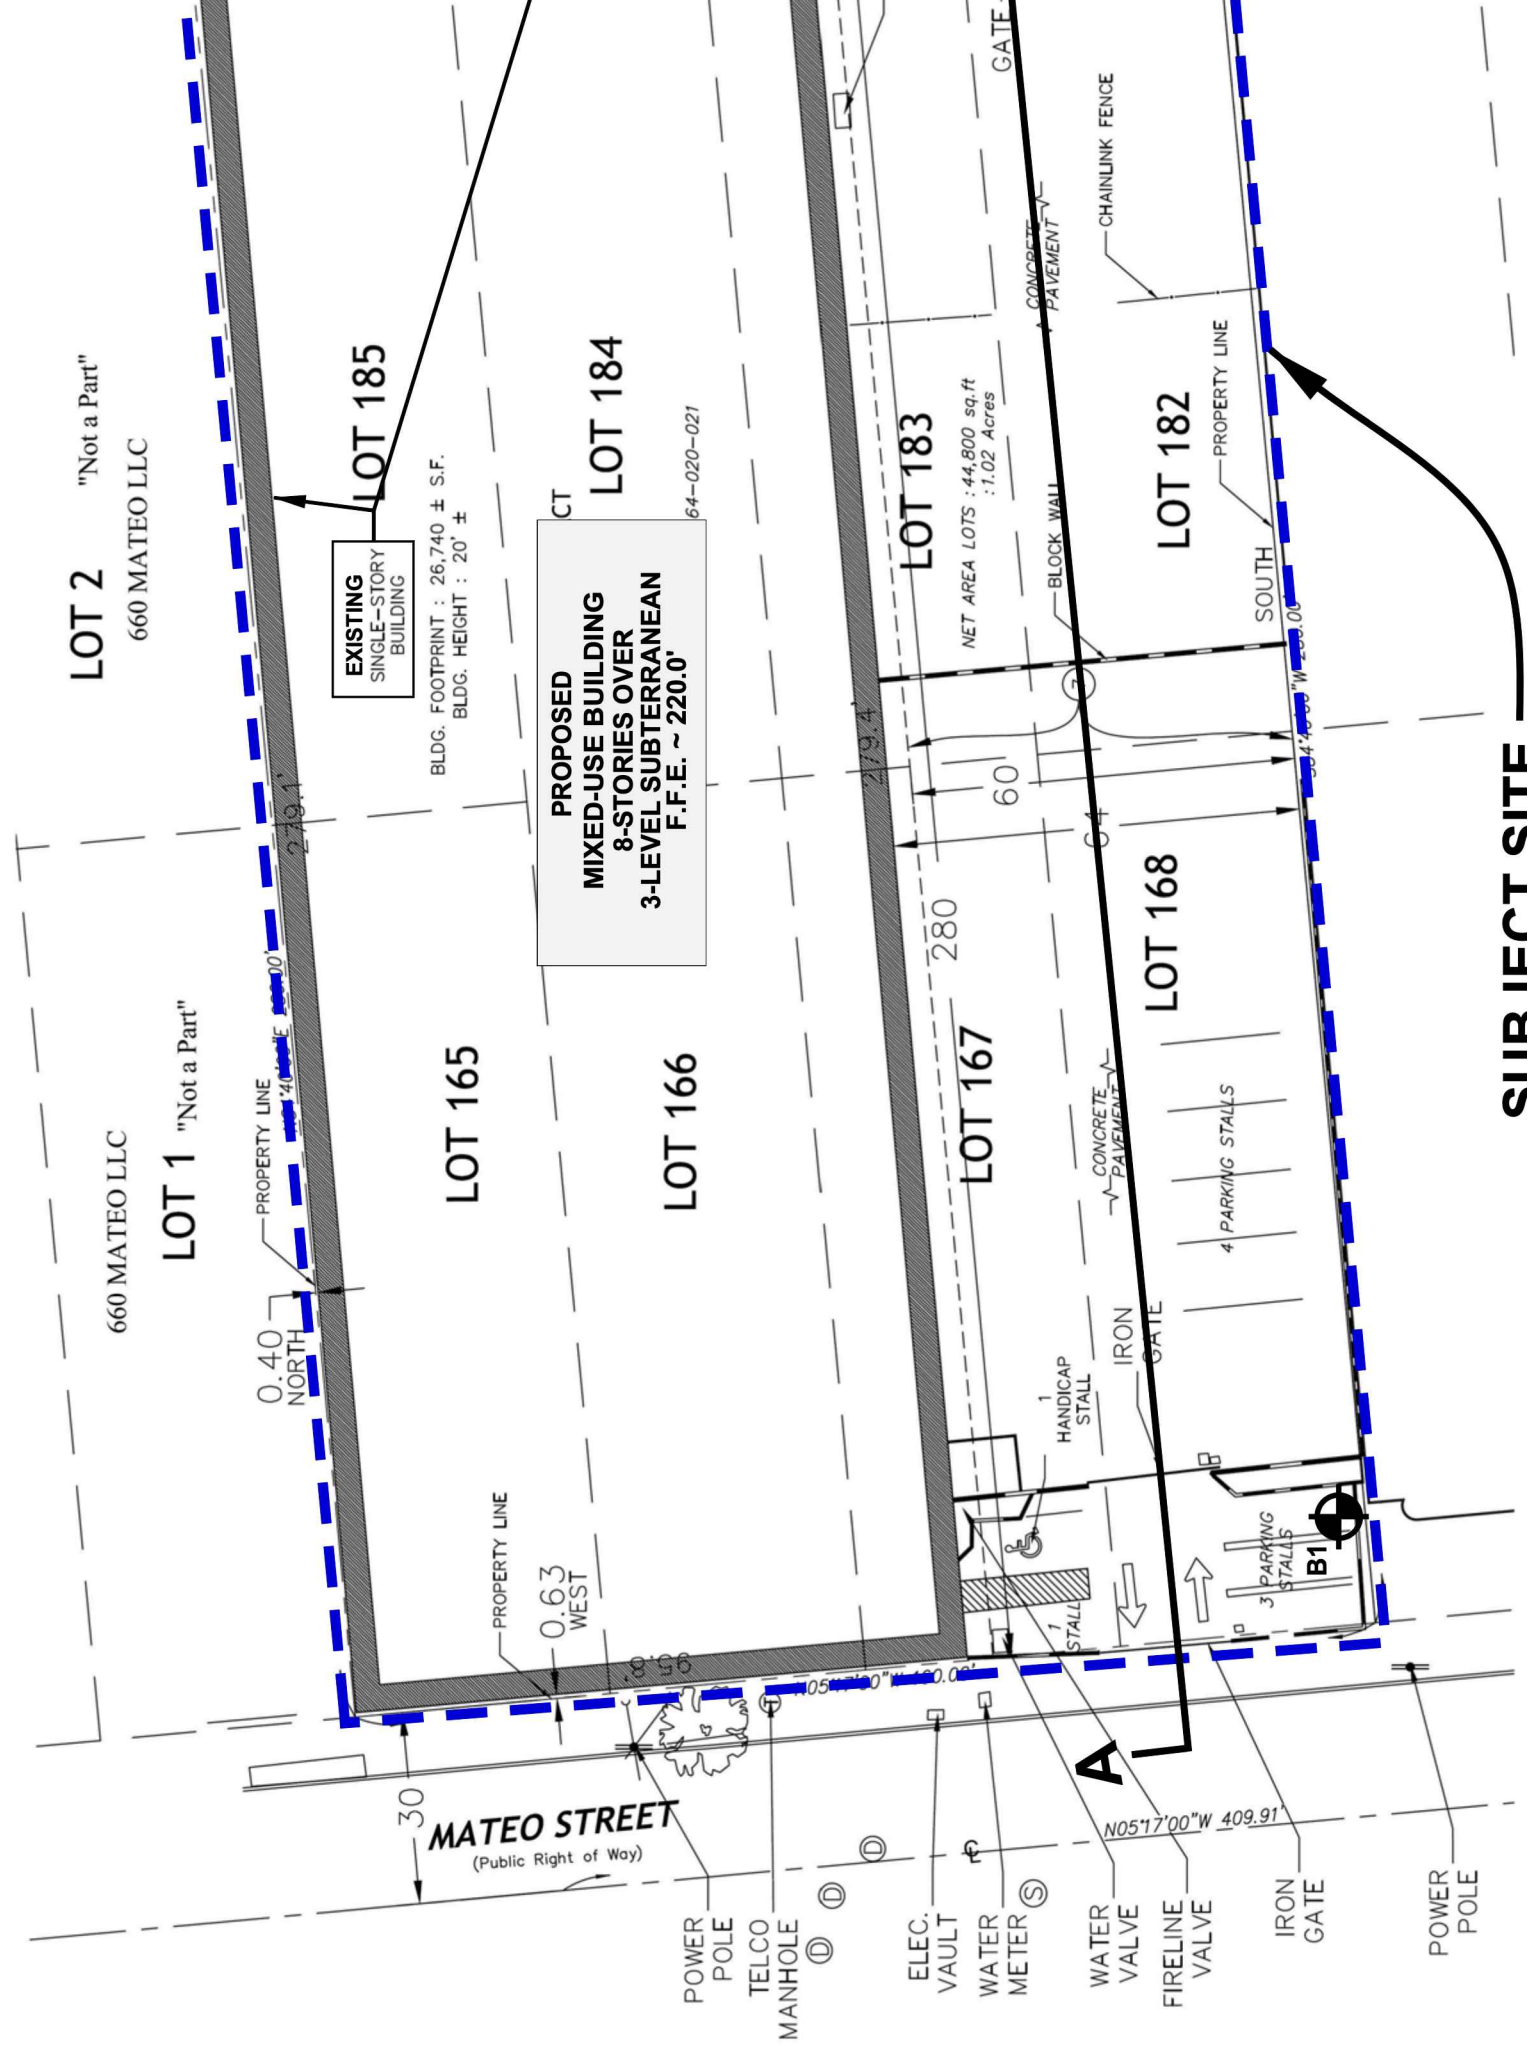 LOT 2
"Not a Part"
660 MATEO LLC
660 MATEO LLC
LOT 1
"Not a Part"
PROPERTY LINE
0.40
NORTH
279.1'
EXISTING
SINGLE-STORY
BUILDING
LOT 185
BLDG. FOOTPRINT : 26,740 ± S.F.
BLDG. HEIGHT : 20' ±
LOT 184
CT
64-020-021
PROPOSED
MIXED-USE BUILDING
8-STORIES OVER
3-LEVEL SUBTERRANEAN
F.F.E. ~ 220.0'
LOT 165
LOT 166
PROPERTY LINE
0.63
WEST
279.4'
LOT 183
NET AREA LOTS : 44,800 sq.ft
:1.02 Acres
BLOCK WALL
CONCRETE
PAVEMENT
GATE
CHAINLINK FENCE
LOT 182
PROPERTY LINE
SOUTH
60
64
280
LOT 167
LOT 168
CONCRETE
PAVEMENT
4 PARKING STALLS
IRON
GATE
1
HANDICAP
STALL
1
STALL
3 PARKING
STALLS
B1
SUBJECT SITE
30
MATEO STREET
(Public Right of Way)
N05°17'00"W 409.91'
A
POWER
POLE
TELCO
MANHOLE
D
D
D
ELEC.
VAULT
WATER
METER
S
WATER
VALVE
FIRELINE
VALVE
IRON
GATE
POWER
POLE